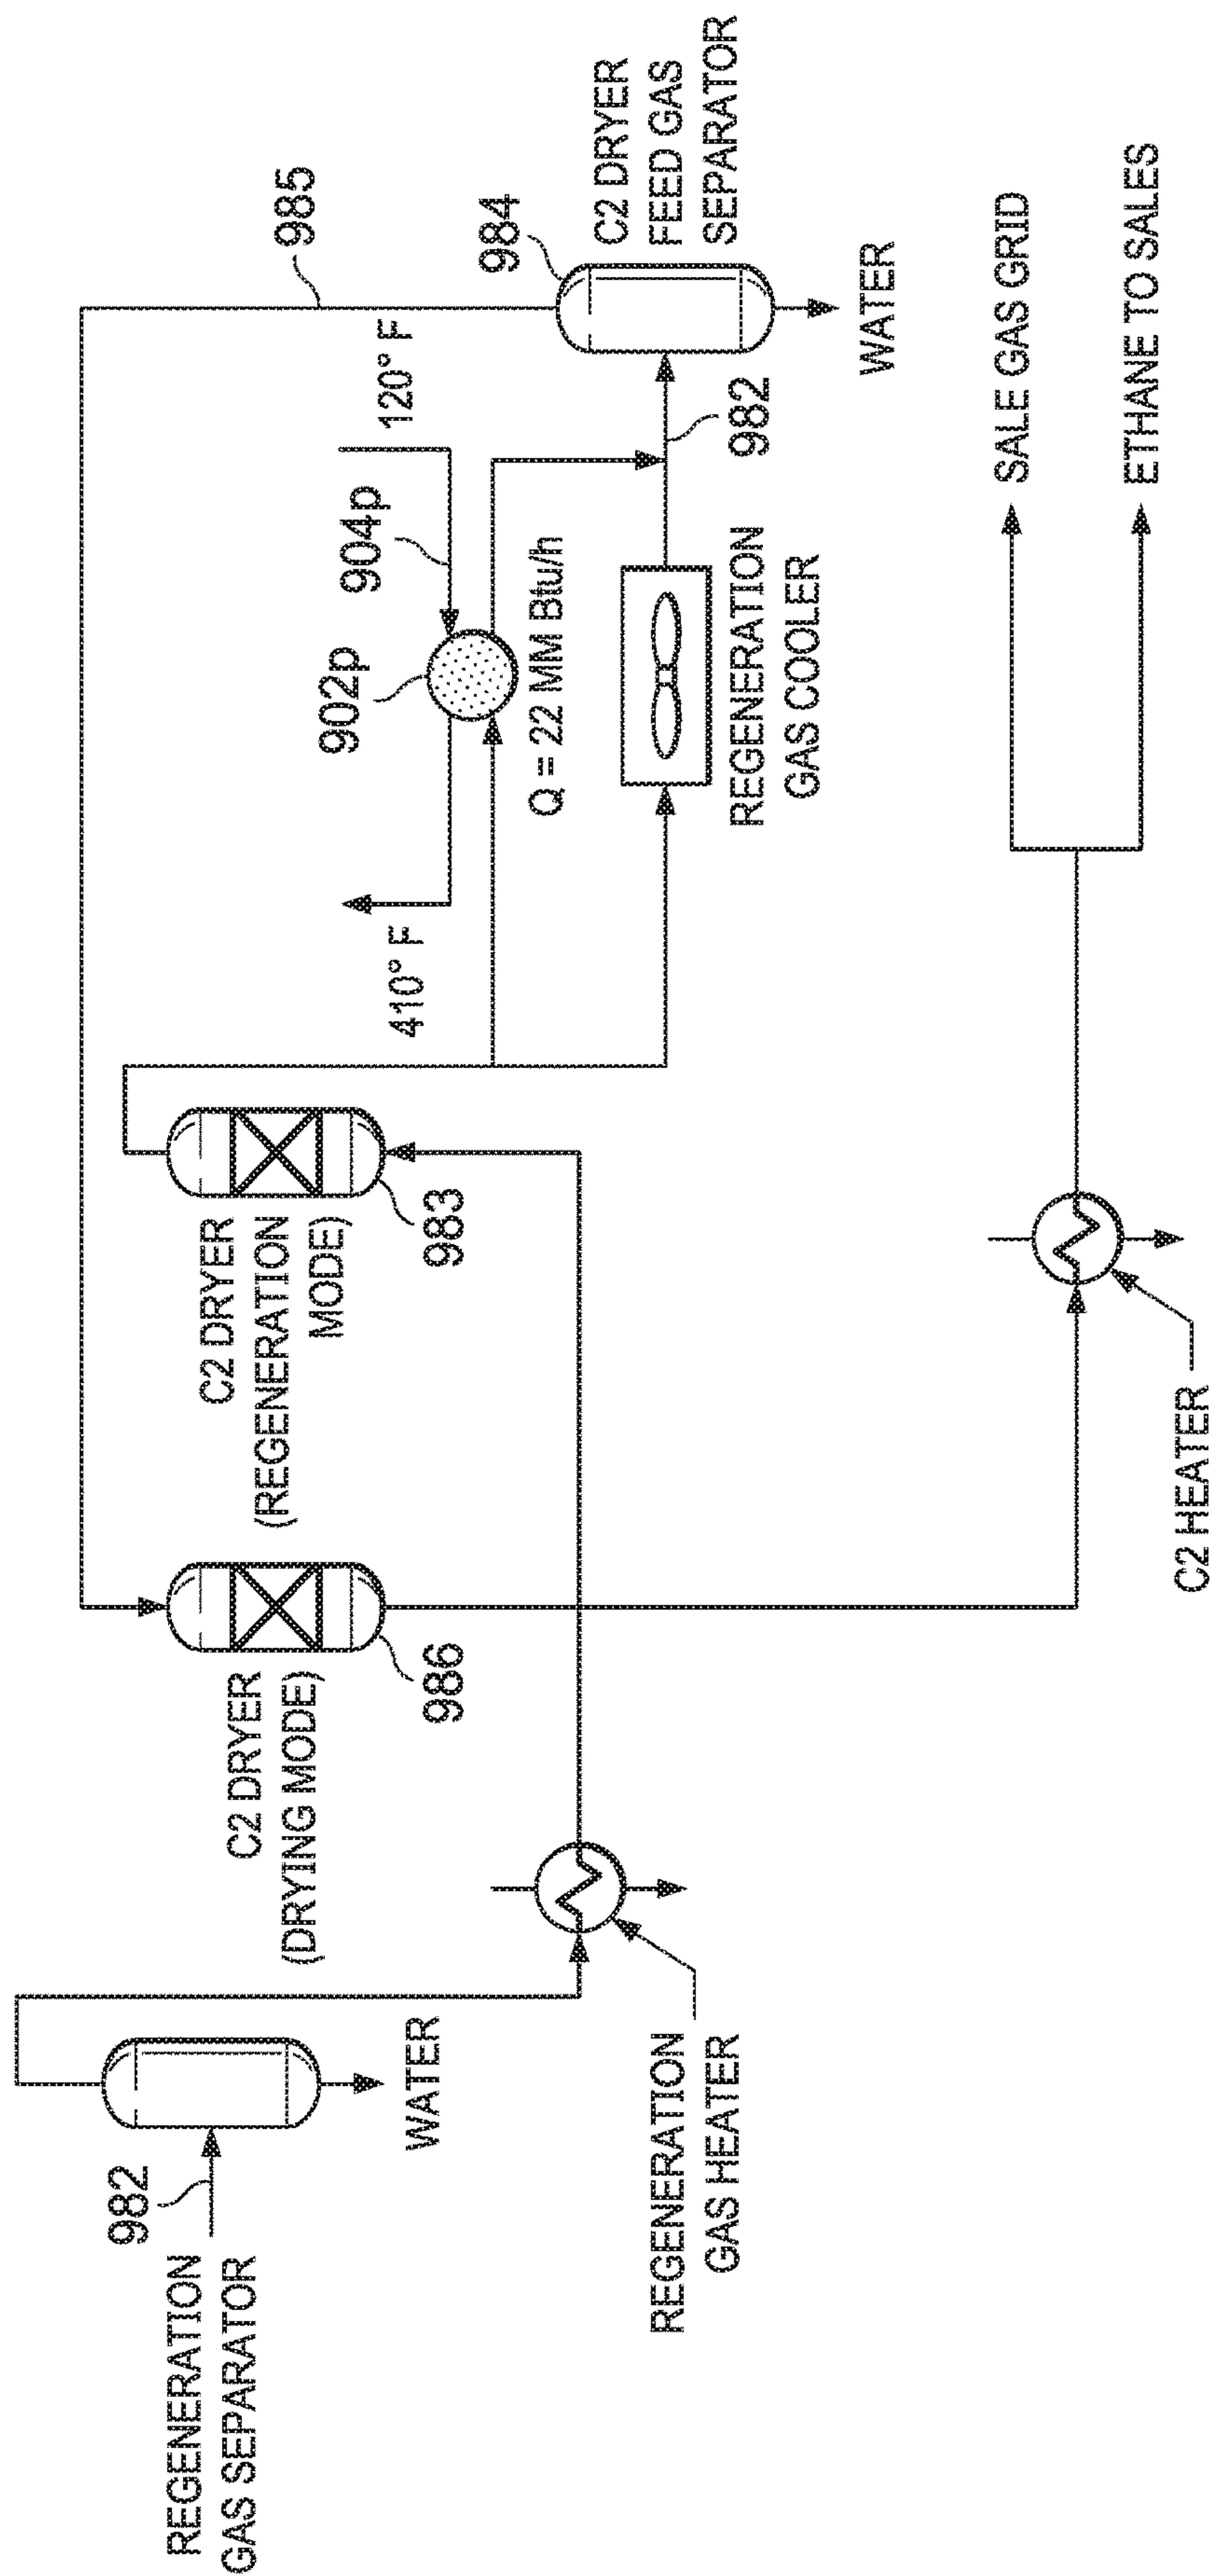 REGENERATION
GAS SEPARATOR
982
WATER
REGENERATION
GAS HEATER
C2 DRYER
(DRYING MODE)
986
C2 DRYER
(REGENERATION
MODE)
983
410° F
902p
904p
120° F
Q = 22 MM Btu/h
REGENERATION
GAS COOLER
982
985
984
C2 DRYER
FEED GAS
SEPARATOR
WATER
C2 HEATER
SALE GAS GRID
ETHANE TO SALES